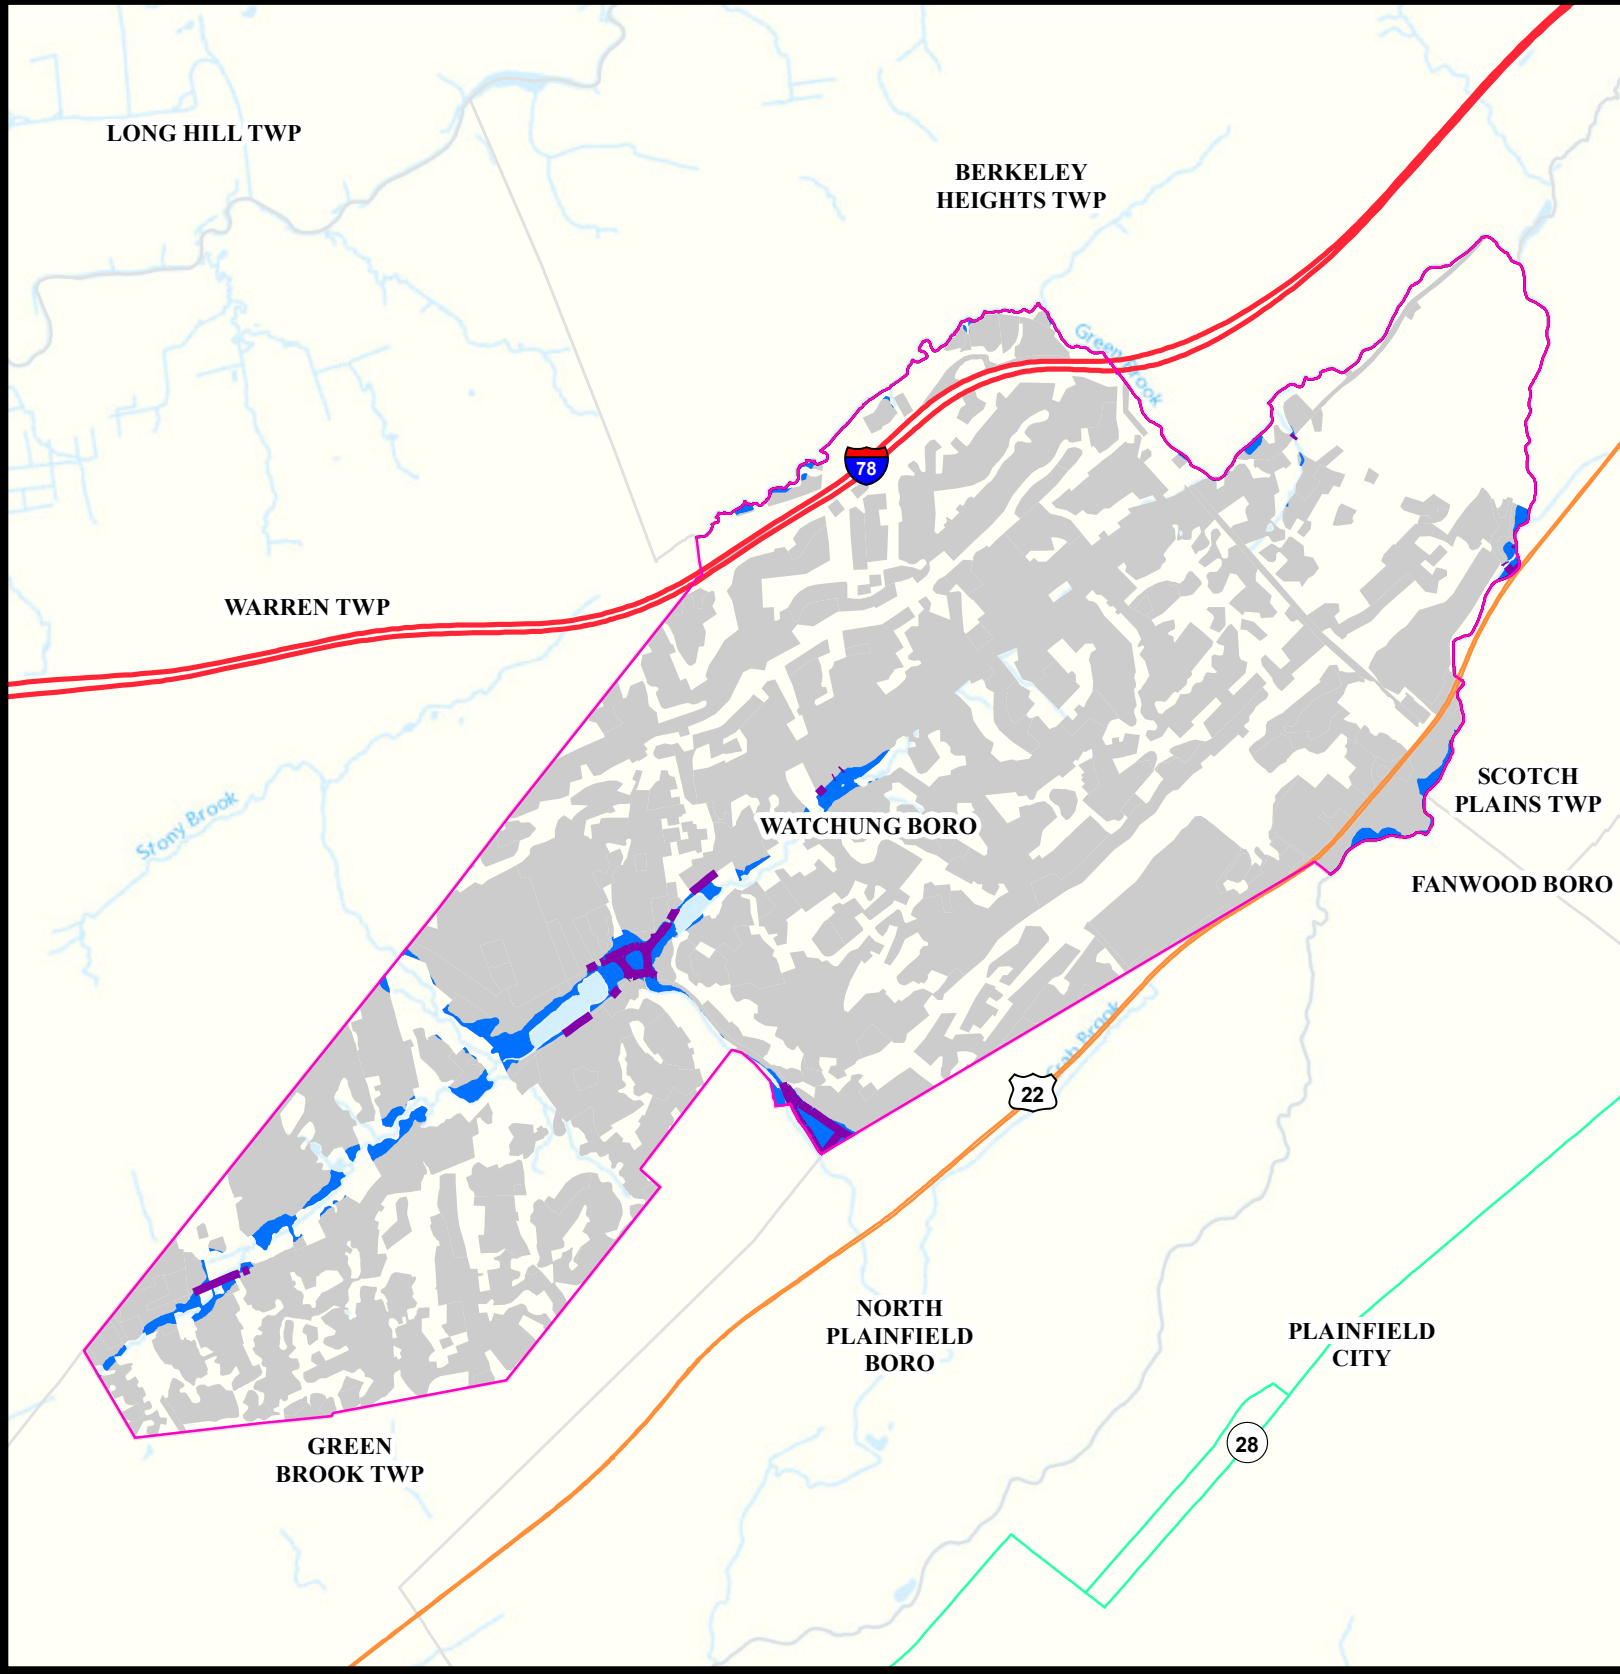 LONG HILL TWP
BERKELEY
HEIGHTS TWP
Green Brook
78
WARREN TWP
Stony Brook
WATCHUNG BORO
SCOTCH
PLAINS TWP
FANWOOD BORO
Brook
22
NORTH
PLAINFIELD
BORO
PLAINFIELD
CITY
28
GREEN
BROOK TWP